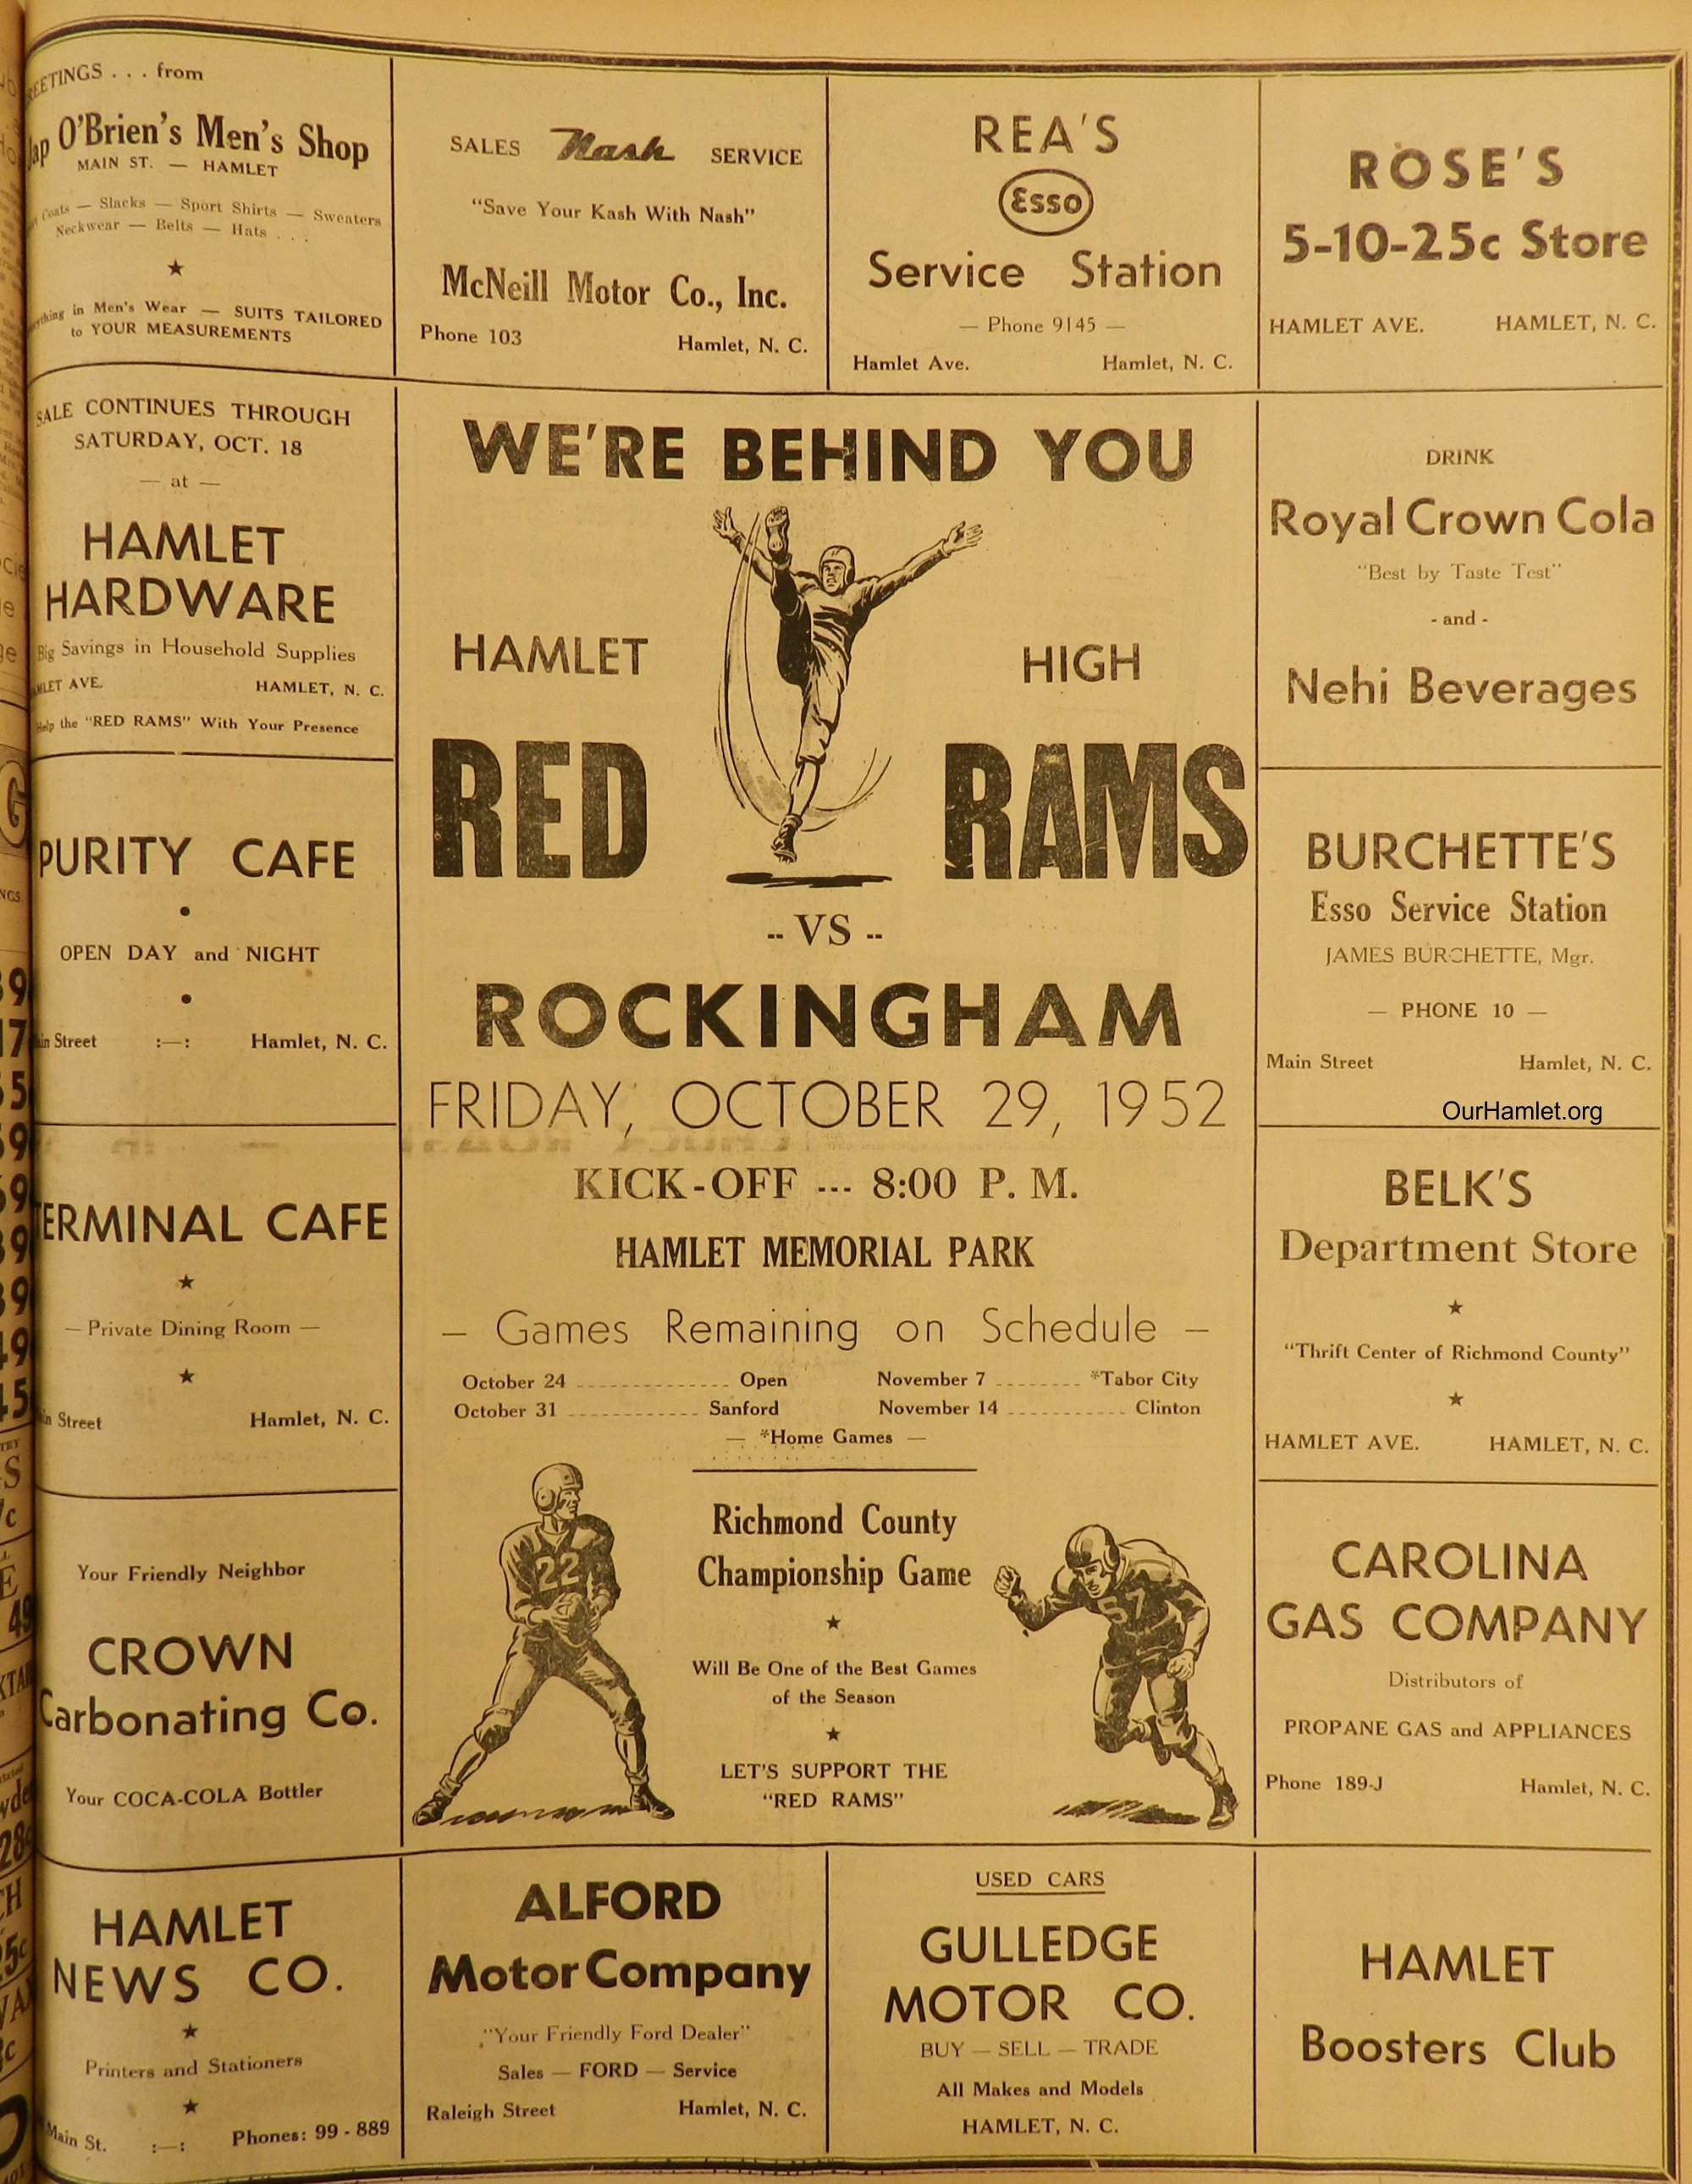 GREETINGS . . . from
Jap O'Brien's Men's Shop
MAIN ST. — HAMLET
Coats — Slacks — Sport Shirts — Sweaters
Neckwear — Belts — Hats . . .
in Men's Wear — SUITS TAILORED
to YOUR MEASUREMENTS
SALES Nash SERVICE
"Save Your Kash With Nash"
McNeill Motor Co., Inc.
Phone 103 Hamlet, N. C.
REA'S
Esso
Service Station
— Phone 9145 —
Hamlet Ave. Hamlet, N. C.
ROSE'S
5-10-25c Store
HAMLET AVE. HAMLET, N. C.
SALE CONTINUES THROUGH
SATURDAY, OCT. 18
— at —
HAMLET
HARDWARE
Big Savings in Household Supplies
AVE. HAMLET, N. C.
Help the "RED RAMS" With Your Presence
PURITY CAFE
OPEN DAY and NIGHT
Street :—: Hamlet, N. C.
TERMINAL CAFE
— Private Dining Room —
Street Hamlet, N. C.
Your Friendly Neighbor
CROWN
Carbonating Co.
Your COCA-COLA Bottler
WE'RE BEHIND YOU
HAMLET HIGH
RED RAMS
-- VS --
ROCKINGHAM
FRIDAY, OCTOBER 29, 1952
KICK-OFF --- 8:00 P. M.
HAMLET MEMORIAL PARK
— Games Remaining on Schedule —
October 24 Open November 7 *Tabor City
October 31 Sanford November 14 Clinton
— *Home Games —
Richmond County
Championship Game
Will Be One of the Best Games
of the Season
LET'S SUPPORT THE
"RED RAMS"
22
57
DRINK
Royal Crown Cola
"Best by Taste Test"
- and -
Nehi Beverages
BURCHETTE'S
Esso Service Station
JAMES BURCHETTE, Mgr.
— PHONE 10 —
Main Street Hamlet, N. C.
OurHamlet.org
BELK'S
Department Store
"Thrift Center of Richmond County"
HAMLET AVE. HAMLET, N. C.
CAROLINA
GAS COMPANY
Distributors of
PROPANE GAS and APPLIANCES
Phone 189-J Hamlet, N. C.
HAMLET
NEWS CO.
Printers and Stationers
Main St. :—: Phones: 99 - 889
ALFORD
Motor Company
"Your Friendly Ford Dealer"
Sales — FORD — Service
Raleigh Street Hamlet, N. C.
USED CARS
GULLEDGE
MOTOR CO.
BUY — SELL — TRADE
All Makes and Models
HAMLET, N. C.
HAMLET
Boosters Club